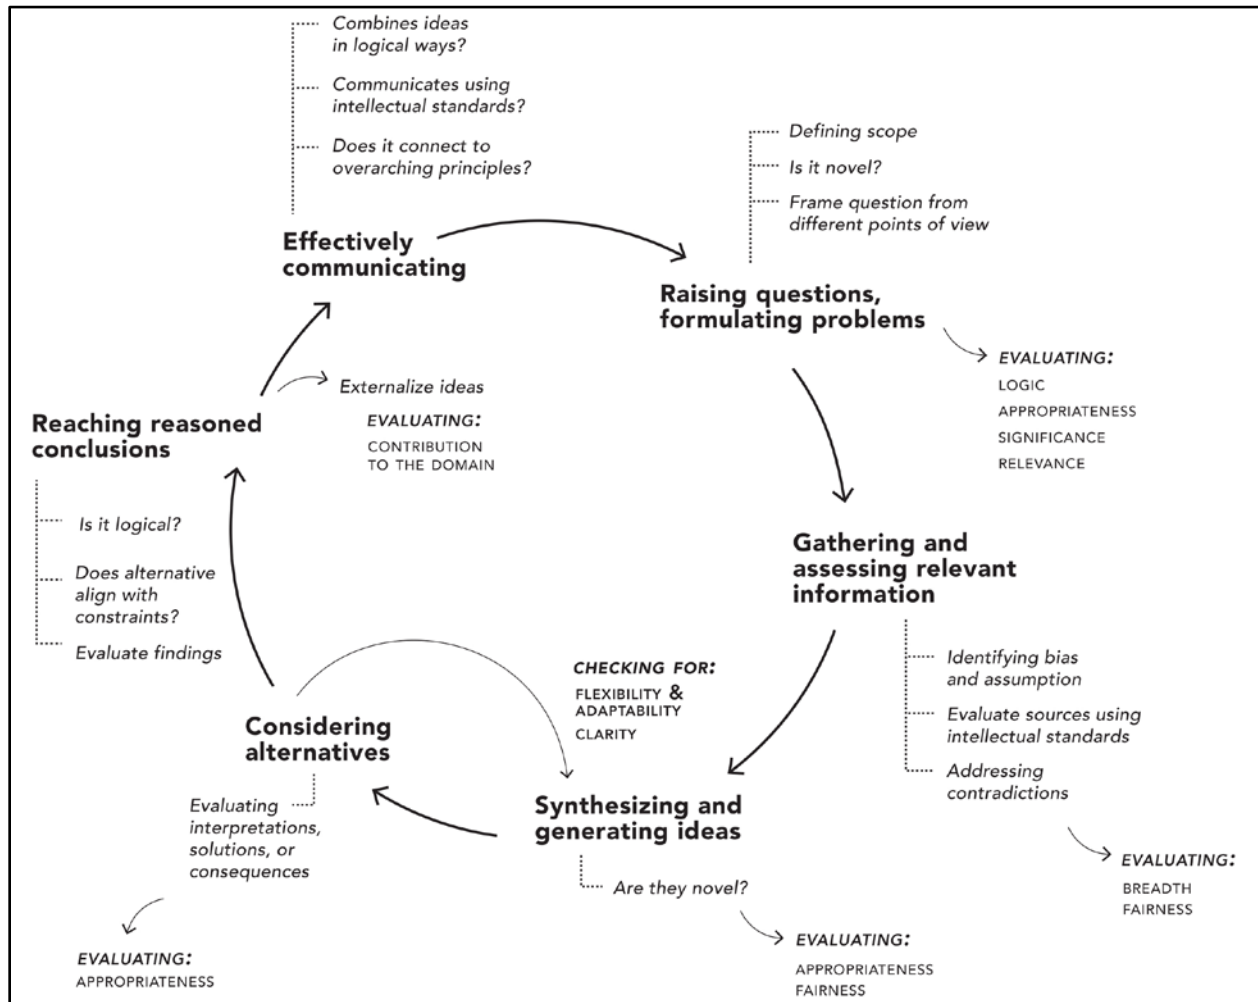 Combines ideas
in logical ways?
Communicates using
intellectual standards?
Does it connect to
overarching principles?
Effectively
communicating
Defining scope
Is it novel?
Frame question from
different points of view
Raising questions,
formulating problems
EVALUATING:
LOGIC
APPROPRIATENESS
SIGNIFICANCE
RELEVANCE
Gathering and
assessing relevant
information
Identifying bias
and assumption
Evaluate sources using
intellectual standards
Addressing
contradictions
EVALUATING:
BREADTH
FAIRNESS
Synthesizing and
generating ideas
Are they novel?
EVALUATING:
APPROPRIATENESS
FAIRNESS
CHECKING FOR:
FLEXIBILITY &
ADAPTABILITY
CLARITY
Considering
alternatives
Evaluating
interpretations,
solutions, or
consequences
EVALUATING:
APPROPRIATENESS
Reaching reasoned
conclusions
Is it logical?
Does alternative
align with
constraints?
Evaluate findings
Externalize ideas
EVALUATING:
CONTRIBUTION
TO THE DOMAIN